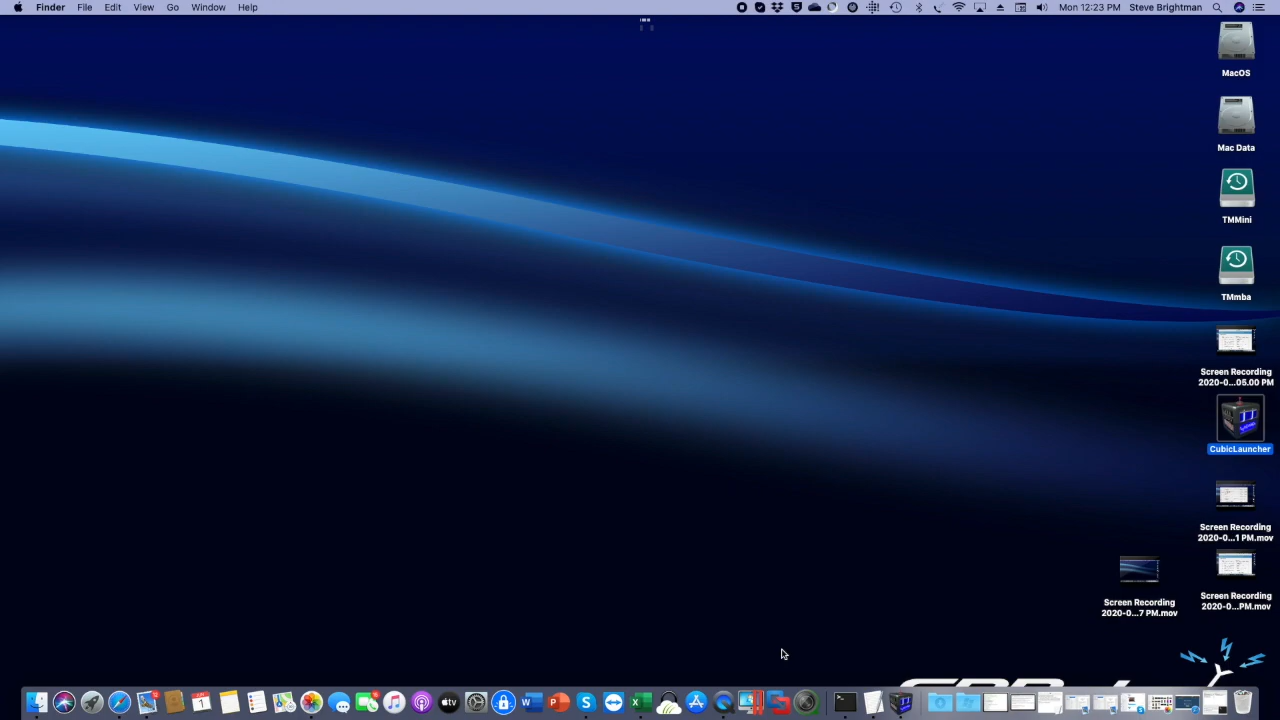 Finder File Edit View Go Window Help
Mon 12:23 PM Steve Brightman
MacOS
Mac Data
TMMini
TMmba
Screen Recording
2020-0...05.00 PM
CubicLauncher
Screen Recording
2020-0...1 PM.mov
Screen Recording
2020-0...7 PM.mov
Screen Recording
2020-0...PM.mov